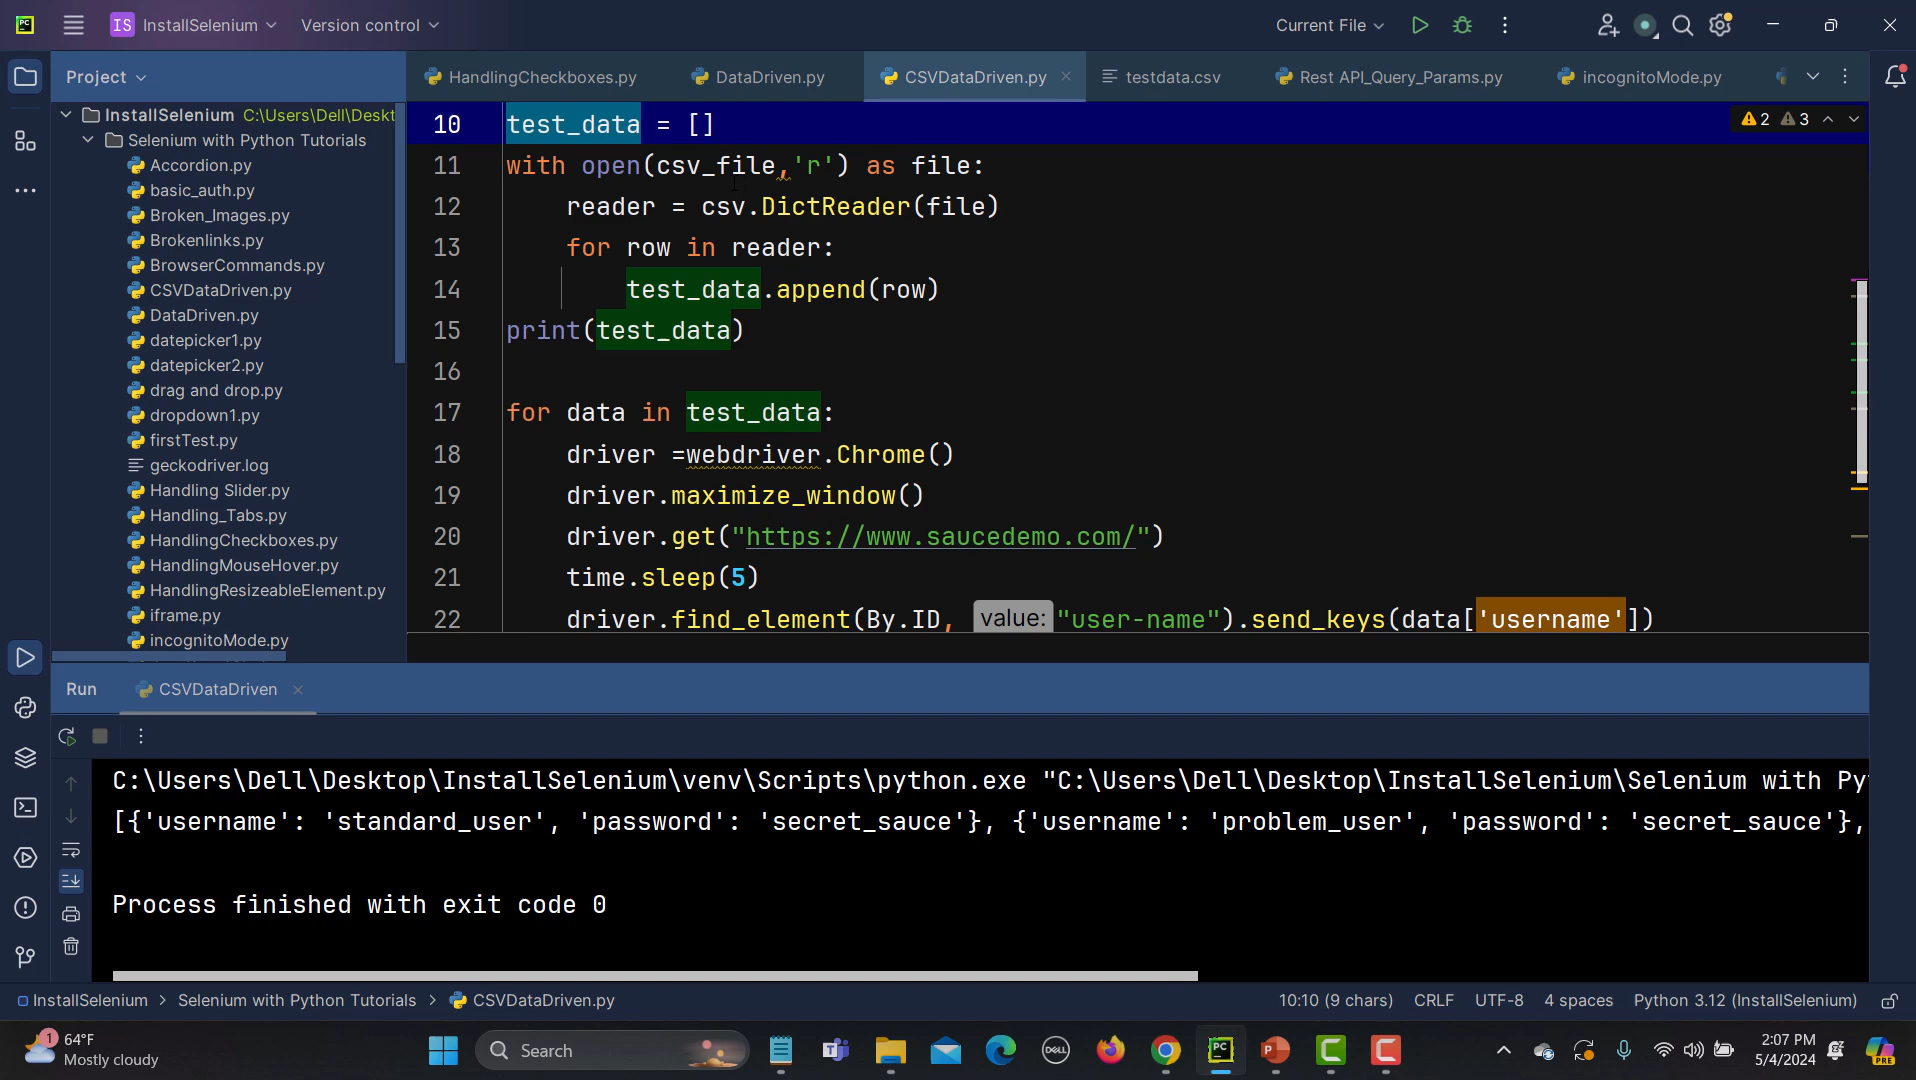 PC
IS InstallSelenium
Version control
Current File
Project
HandlingCheckboxes.py
DataDriven.py
CSVDataDriven.py
testdata.csv
Rest API_Query_Params.py
incognitoMode.py
InstallSelenium C:\Users\Dell\Deskt
Selenium with Python Tutorials
Accordion.py
basic_auth.py
Broken_Images.py
Brokenlinks.py
BrowserCommands.py
CSVDataDriven.py
DataDriven.py
datepicker1.py
datepicker2.py
drag and drop.py
dropdown1.py
firstTest.py
geckodriver.log
Handling Slider.py
Handling_Tabs.py
HandlingCheckboxes.py
HandlingMouseHover.py
HandlingResizeableElement.py
iframe.py
incognitoMode.py
2 3
10 test_data = []
11 with open(csv_file,'r') as file:
12 reader = csv.DictReader(file)
13 for row in reader:
14 test_data.append(row)
15 print(test_data)
16
17 for data in test_data:
18 driver =webdriver.Chrome()
19 driver.maximize_window()
20 driver.get("https://www.saucedemo.com/")
21 time.sleep(5)
22 driver.find_element(By.ID, value: "user-name").send_keys(data['username'])
Run
CSVDataDriven
C:\Users\Dell\Desktop\InstallSelenium\venv\Scripts\python.exe "C:\Users\Dell\Desktop\InstallSelenium\Selenium with Py
[{'username': 'standard_user', 'password': 'secret_sauce'}, {'username': 'problem_user', 'password': 'secret_sauce'},
Process finished with exit code 0
InstallSelenium > Selenium with Python Tutorials > CSVDataDriven.py
10:10 (9 chars)
CRLF
UTF-8
4 spaces
Python 3.12 (InstallSelenium)
1
64°F
Mostly cloudy
Search
DELL
PC
P
C
C
2:07 PM
5/4/2024
PRE